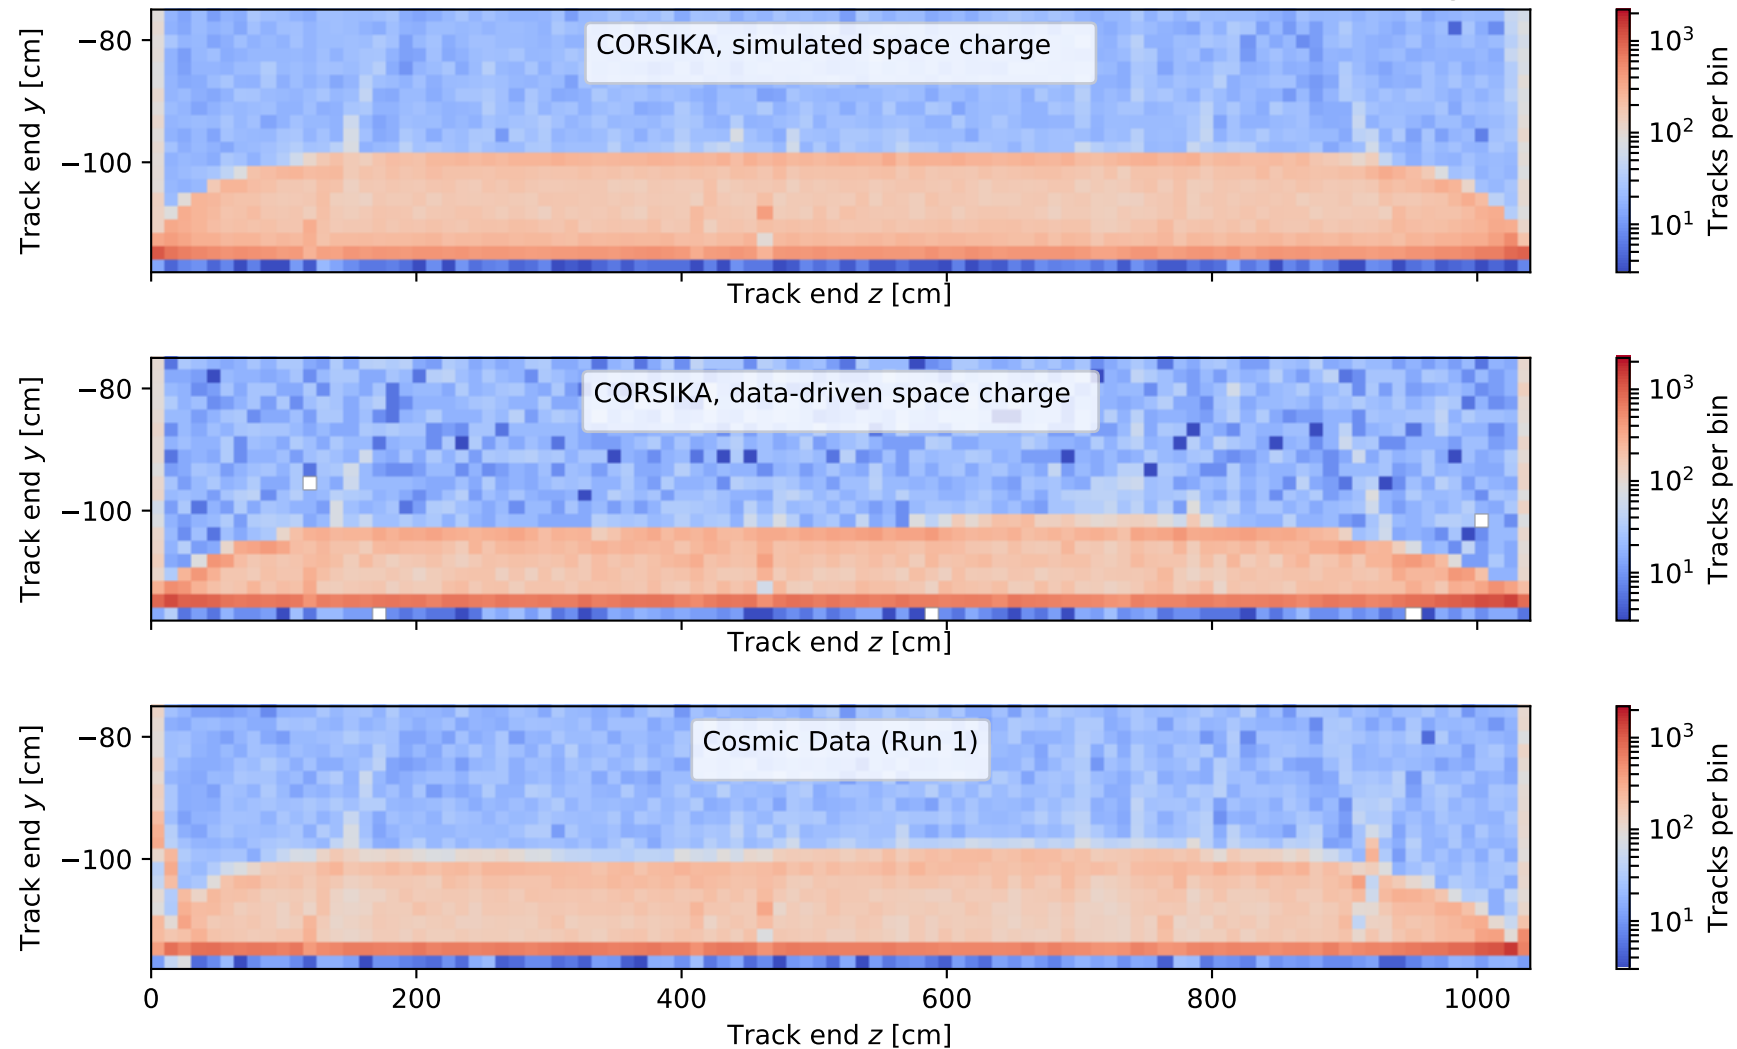 CORSIKA, simulated space charge
−80
−100
Track end y [cm]
Track end z [cm]
10³
10²
10¹
Tracks per bin
CORSIKA, data-driven space charge
−80
−100
Track end y [cm]
Track end z [cm]
10³
10²
10¹
Tracks per bin
Cosmic Data (Run 1)
−80
−100
Track end y [cm]
0 200 400 600 800 1000
Track end z [cm]
10³
10²
10¹
Tracks per bin